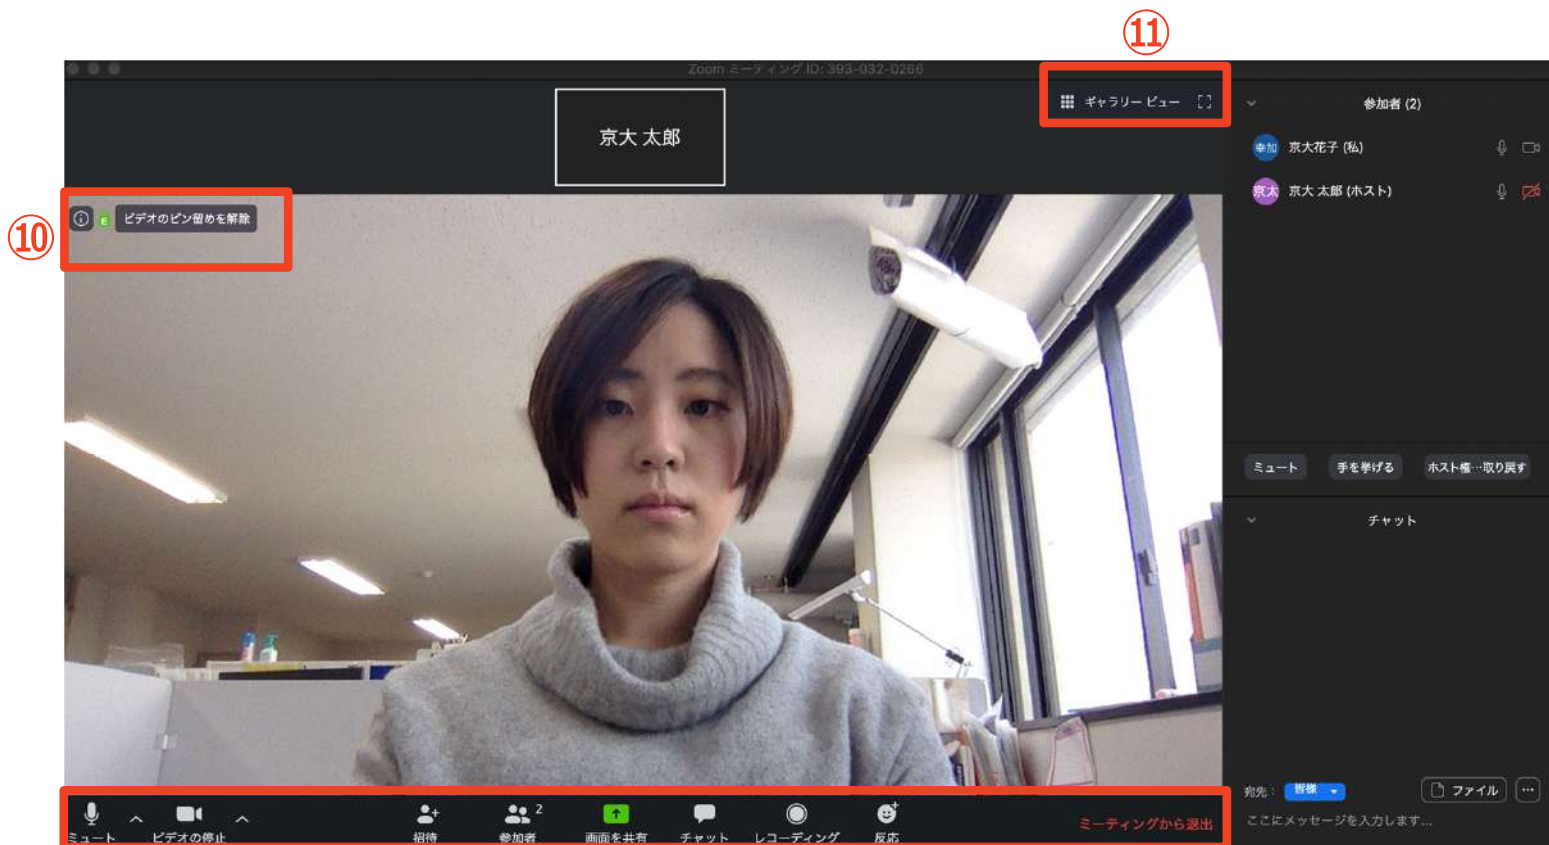 ⑪
Zoom ミーティング ID: 393-032-0266
ギャラリー ビュー
参加者 (2)
京大 太郎
幸加 京大花子 (私)
京太 京大 太郎 (ホスト)
⑩
ビデオのピン留めを解除
ミュート 手を挙げる ホスト権…取り戻す
チャット
宛先: 皆様 ファイル
ここにメッセージを入力します...
2
ミュート ビデオの停止 招待 参加者 画面を共有 チャット レコーディング 反応 ミーティングから退出